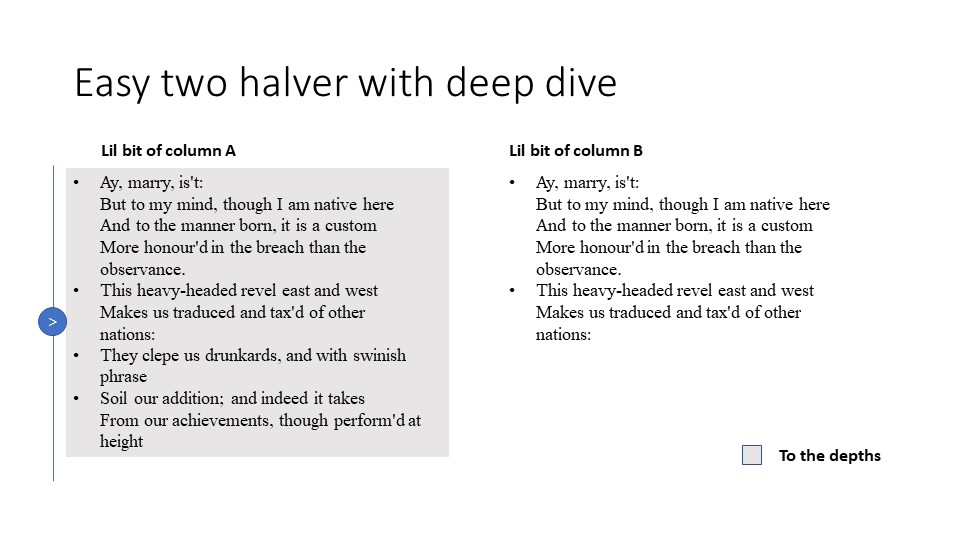 Easy two halver with deep dive
Lil bit of column A
• Ay, marry, is't:
But to my mind, though I am native here
And to the manner born, it is a custom
More honour'd in the breach than the
observance.
• This heavy-headed revel east and west
Makes us traduced and tax'd of other
nations:
• They clepe us drunkards, and with swinish
phrase
• Soil our addition; and indeed it takes
From our achievements, though perform'd at
height
>
Lil bit of column B
• Ay, marry, is't:
But to my mind, though I am native here
And to the manner born, it is a custom
More honour'd in the breach than the
observance.
• This heavy-headed revel east and west
Makes us traduced and tax'd of other
nations:
To the depths